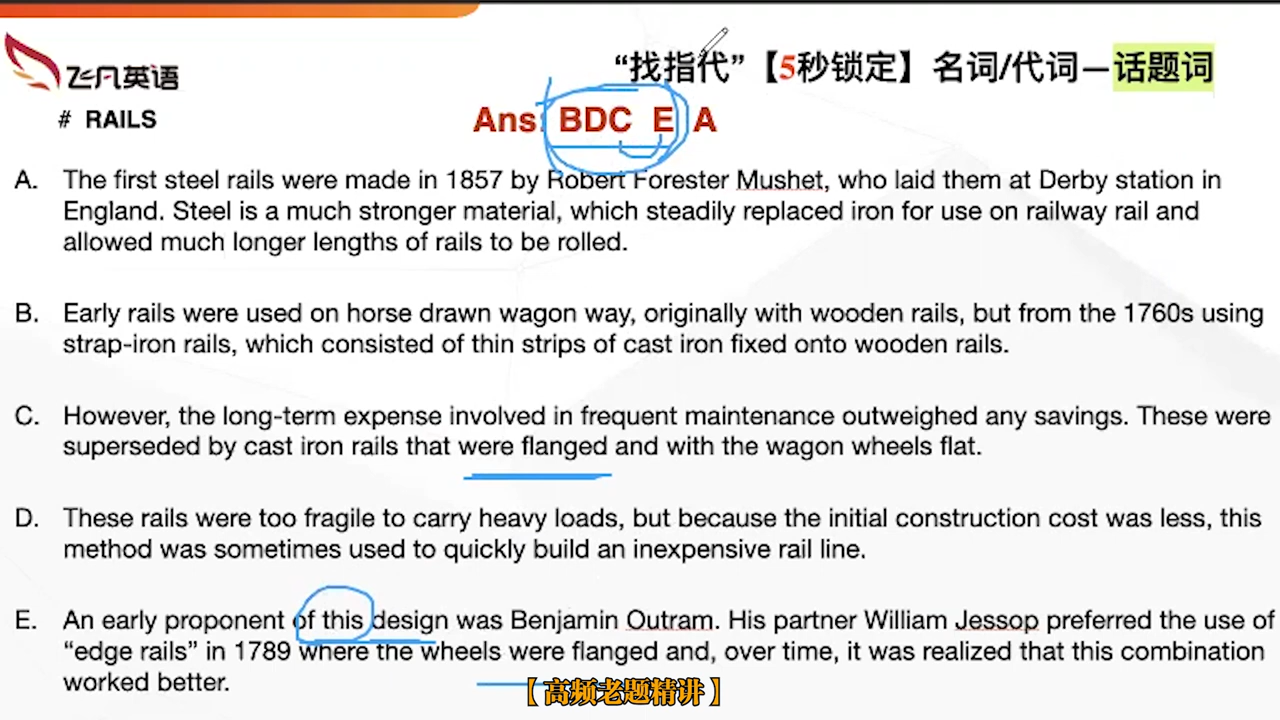 飞凡英语
“找指代”【5秒锁定】名词/代词—话题词
# RAILS
Ans: BDC E A
A. The first steel rails were made in 1857 by Robert Forester Mushet, who laid them at Derby station in
England. Steel is a much stronger material, which steadily replaced iron for use on railway rail and
allowed much longer lengths of rails to be rolled.
B. Early rails were used on horse drawn wagon way, originally with wooden rails, but from the 1760s using
strap-iron rails, which consisted of thin strips of cast iron fixed onto wooden rails.
C. However, the long-term expense involved in frequent maintenance outweighed any savings. These were
superseded by cast iron rails that were flanged and with the wagon wheels flat.
D. These rails were too fragile to carry heavy loads, but because the initial construction cost was less, this
method was sometimes used to quickly build an inexpensive rail line.
E. An early proponent of this design was Benjamin Outram. His partner William Jessop preferred the use of
“edge rails” in 1789 where the wheels were flanged and, over time, it was realized that this combination
worked better.
【高频老题精讲】